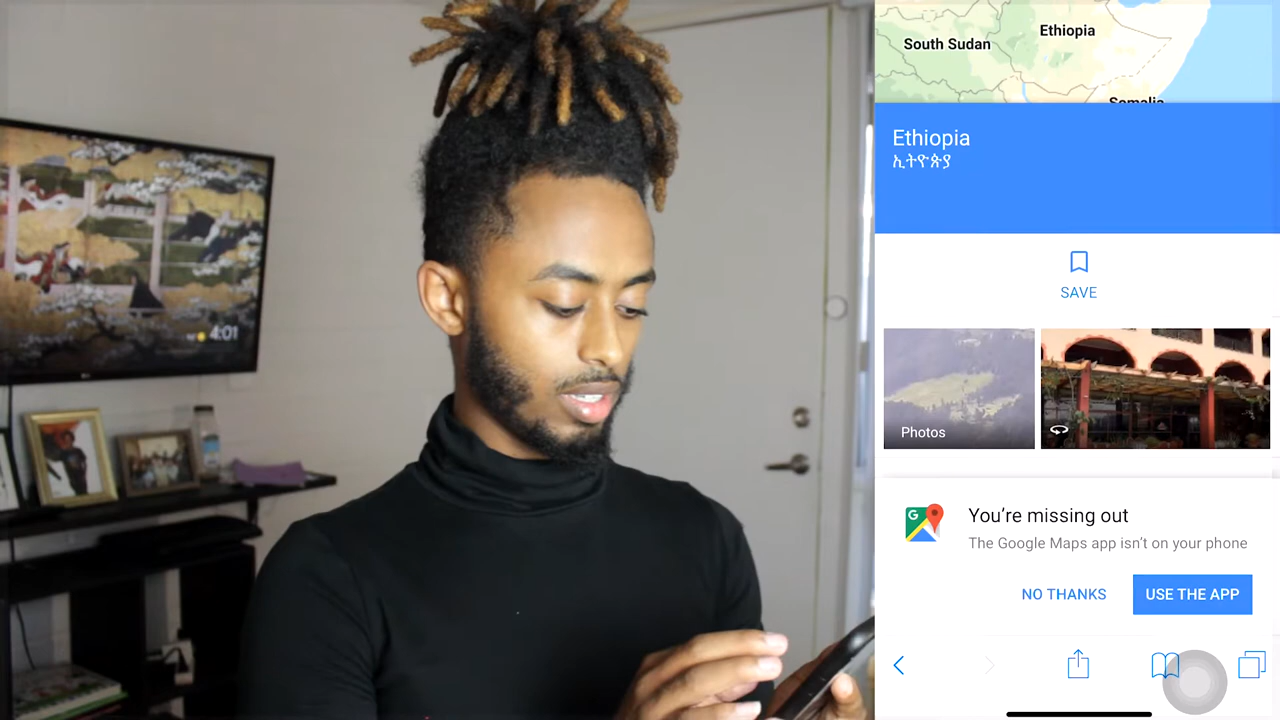 4:01
South Sudan
Ethiopia
Somalia
Ethiopia
ኢትዮጵያ
SAVE
Photos
G
You're missing out
The Google Maps app isn't on your phone
NO THANKS
USE THE APP